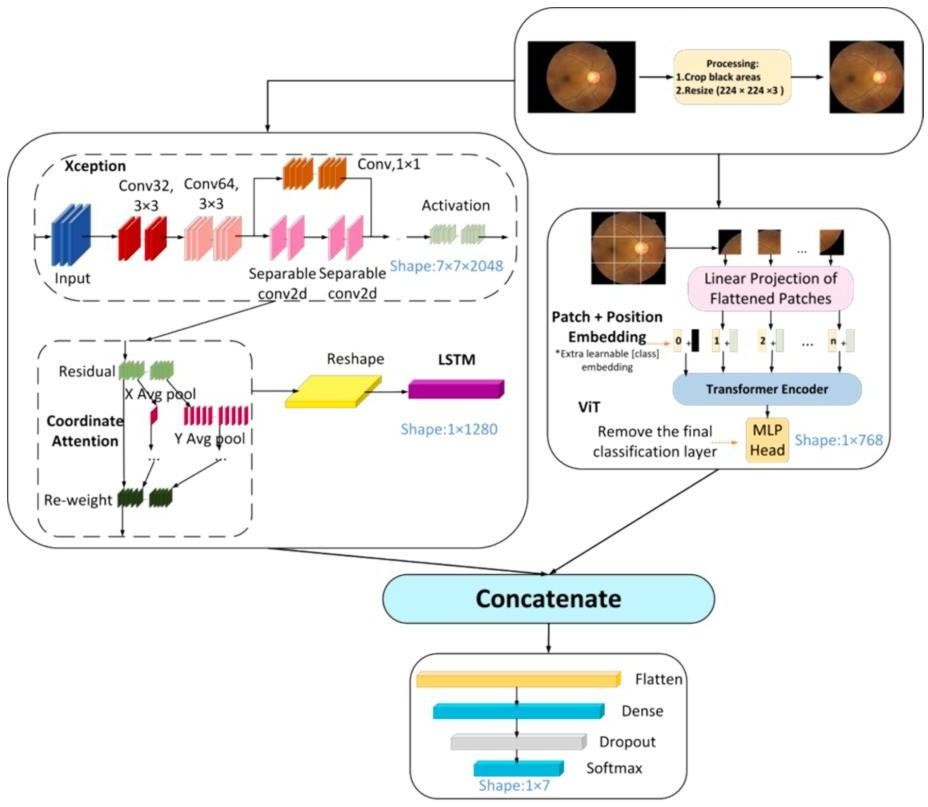 Processing:
1.Crop black areas
2.Resize (224 × 224 ×3 )
Xception
Conv32,
3×3
Conv64,
3×3
Conv,1×1
Activation
Input
Separable
conv2d
Separable
conv2d
Shape:7×7×2048
Residual
X Avg pool
Coordinate
Attention
Y Avg pool
...
...
Re-weight
Reshape
LSTM
Shape:1×1280
...
Linear Projection of
Flattened Patches
Patch + Position
Embedding
*Extra learnable [class]
embedding
0 + 1 + 2 + ... n +
Transformer Encoder
ViT
Remove the final
classification layer
MLP
Head
Shape:1×768
Concatenate
Flatten
Dense
Dropout
Softmax
Shape:1×7